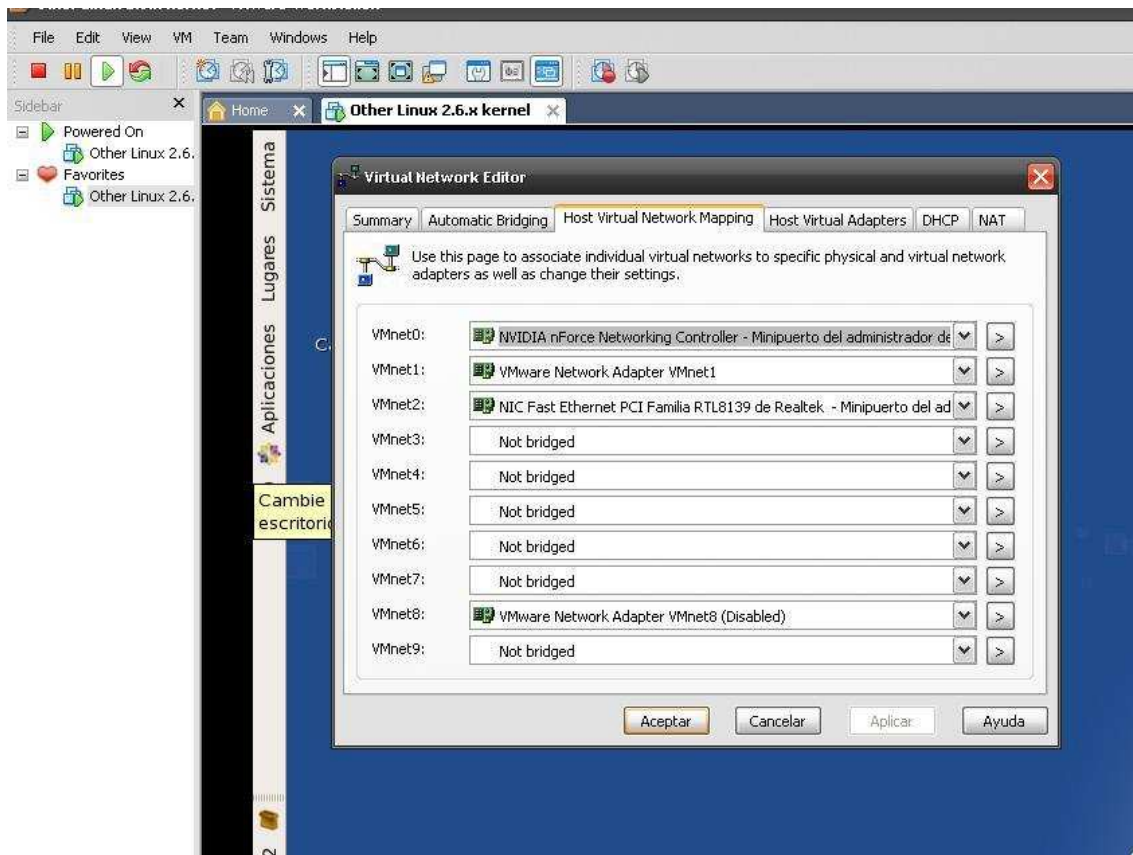 File Edit View VM Team Windows Help
Sidebar
Home
Other Linux 2.6.x kernel
Powered On
Other Linux 2.6.
Favorites
Other Linux 2.6.
Sistema
Lugares
Aplicaciones
Cambie
escritorio
Virtual Network Editor
Summary Automatic Bridging Host Virtual Network Mapping Host Virtual Adapters DHCP NAT
Use this page to associate individual virtual networks to specific physical and virtual network
adapters as well as change their settings.
VMnet0: NVIDIA nForce Networking Controller - Minipuerto del administrador de
VMnet1: VMware Network Adapter VMnet1
VMnet2: NIC Fast Ethernet PCI Familia RTL8139 de Realtek - Minipuerto del ad
VMnet3: Not bridged
VMnet4: Not bridged
VMnet5: Not bridged
VMnet6: Not bridged
VMnet7: Not bridged
VMnet8: VMware Network Adapter VMnet8 (Disabled)
VMnet9: Not bridged
Aceptar Cancelar Aplicar Ayuda